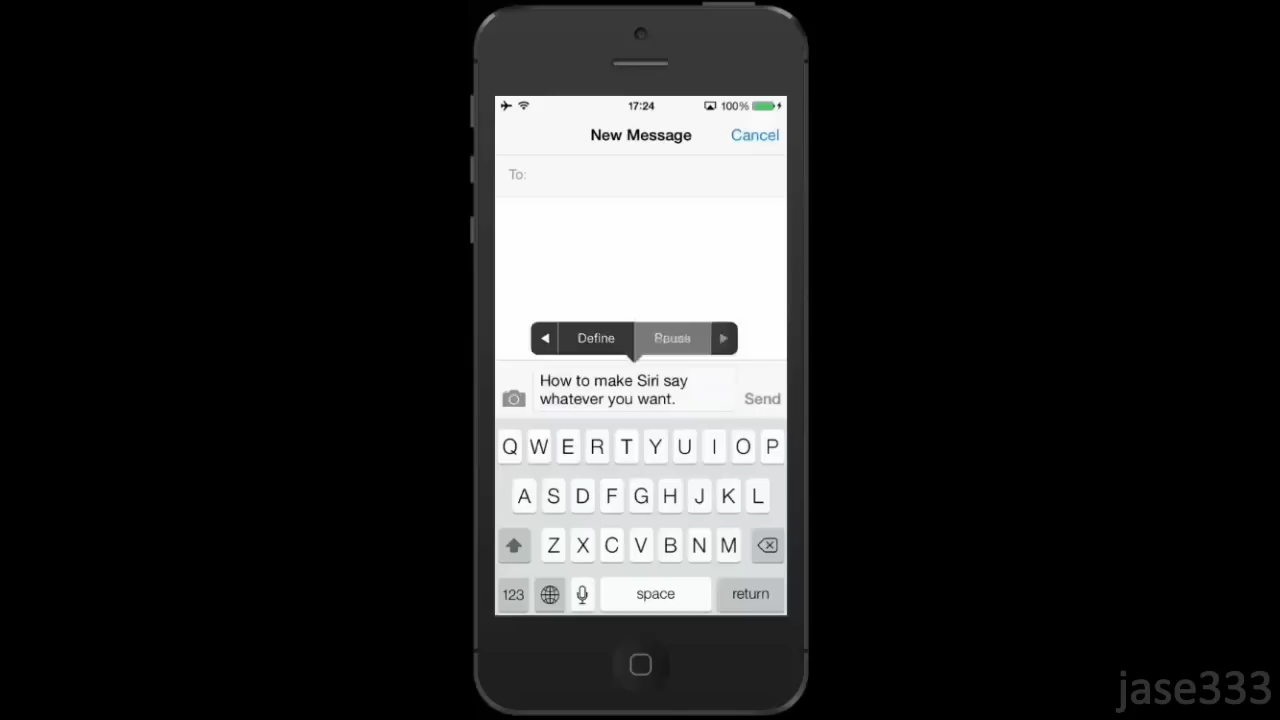 17:24
100%
New Message
Cancel
To:
Define
How to make Siri say
whatever you want.
Send
Q W E R T Y U I O P
A S D F G H J K L
Z X C V B N M
123
space
return
jase333